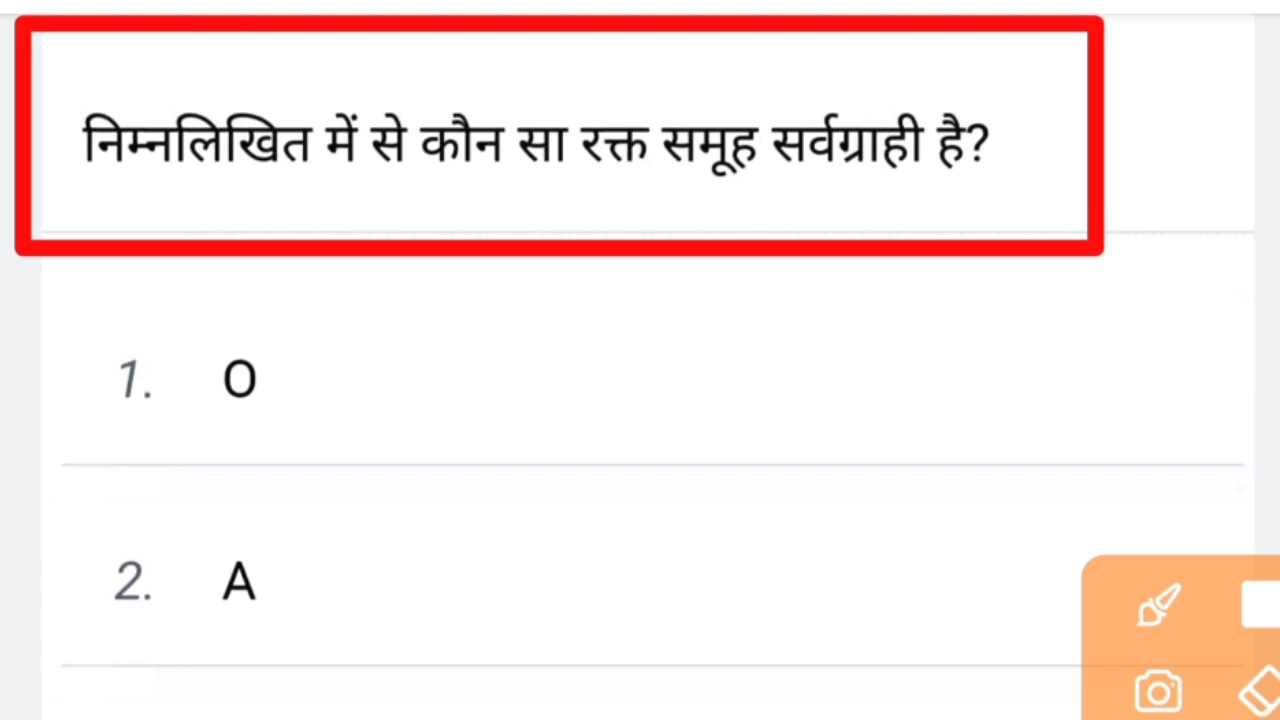 निम्नलिखित में से कौन सा रक्त समूह सर्वग्राही है?
1. O
2. A